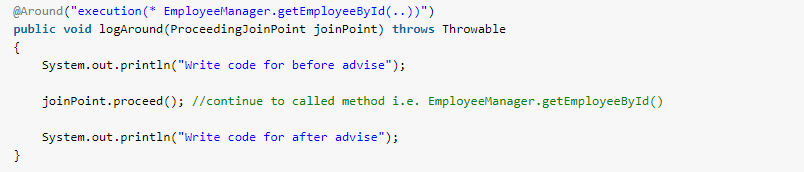 @Around("execution(* EmployeeManager.getEmployeeById(..))")
public void logAround(ProceedingJoinPoint joinPoint) throws Throwable
{
    System.out.println("Write code for before advise");
    joinPoint.proceed(); //continue to called method i.e. EmployeeManager.getEmployeeById()
    System.out.println("Write code for after advise");
}